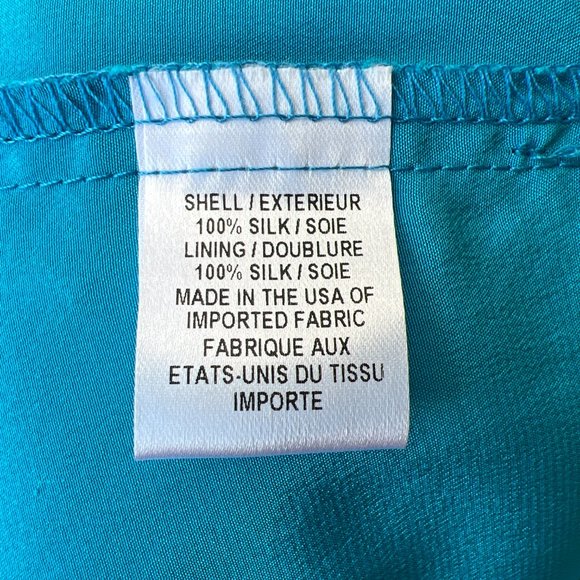 SHELL / EXTERIEUR
100% SILK / SOIE
LINING / DOUBLURE
100% SILK / SOIE
MADE IN THE USA OF
IMPORTED FABRIC
FABRIQUE AUX
ETATS-UNIS DU TISSU
IMPORTE